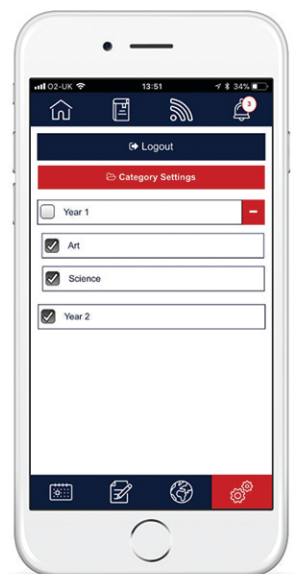 O2-UK 13:51 34%
3
Logout
Category Settings
Year 1
Art
Science
Year 2